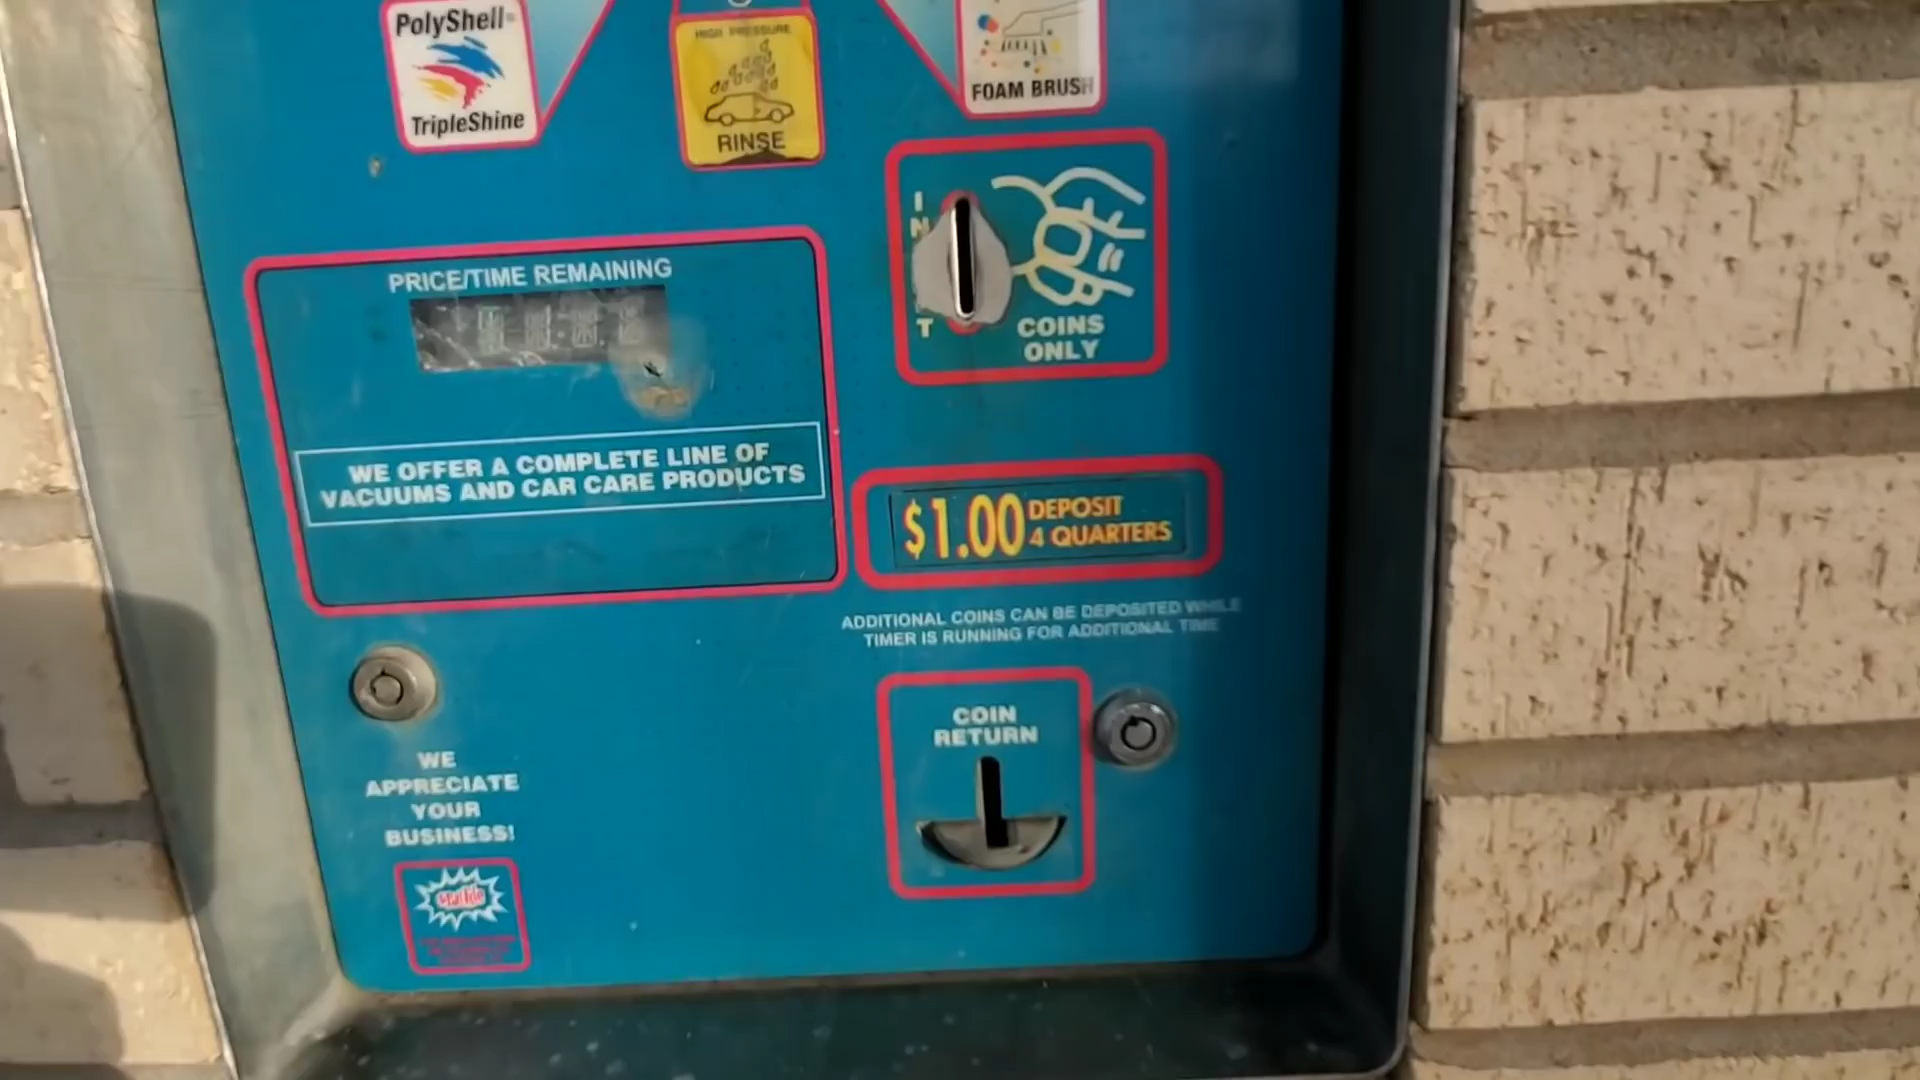 PolyShell®
TripleShine
HIGH PRESSURE
RINSE
FOAM BRUSH
COINS
ONLY
PRICE/TIME REMAINING
WE OFFER A COMPLETE LINE OF
VACUUMS AND CAR CARE PRODUCTS
$1.00 DEPOSIT
4 QUARTERS
ADDITIONAL COINS CAN BE DEPOSITED WHILE
TIMER IS RUNNING FOR ADDITIONAL TIME
COIN
RETURN
WE
APPRECIATE
YOUR
BUSINESS!